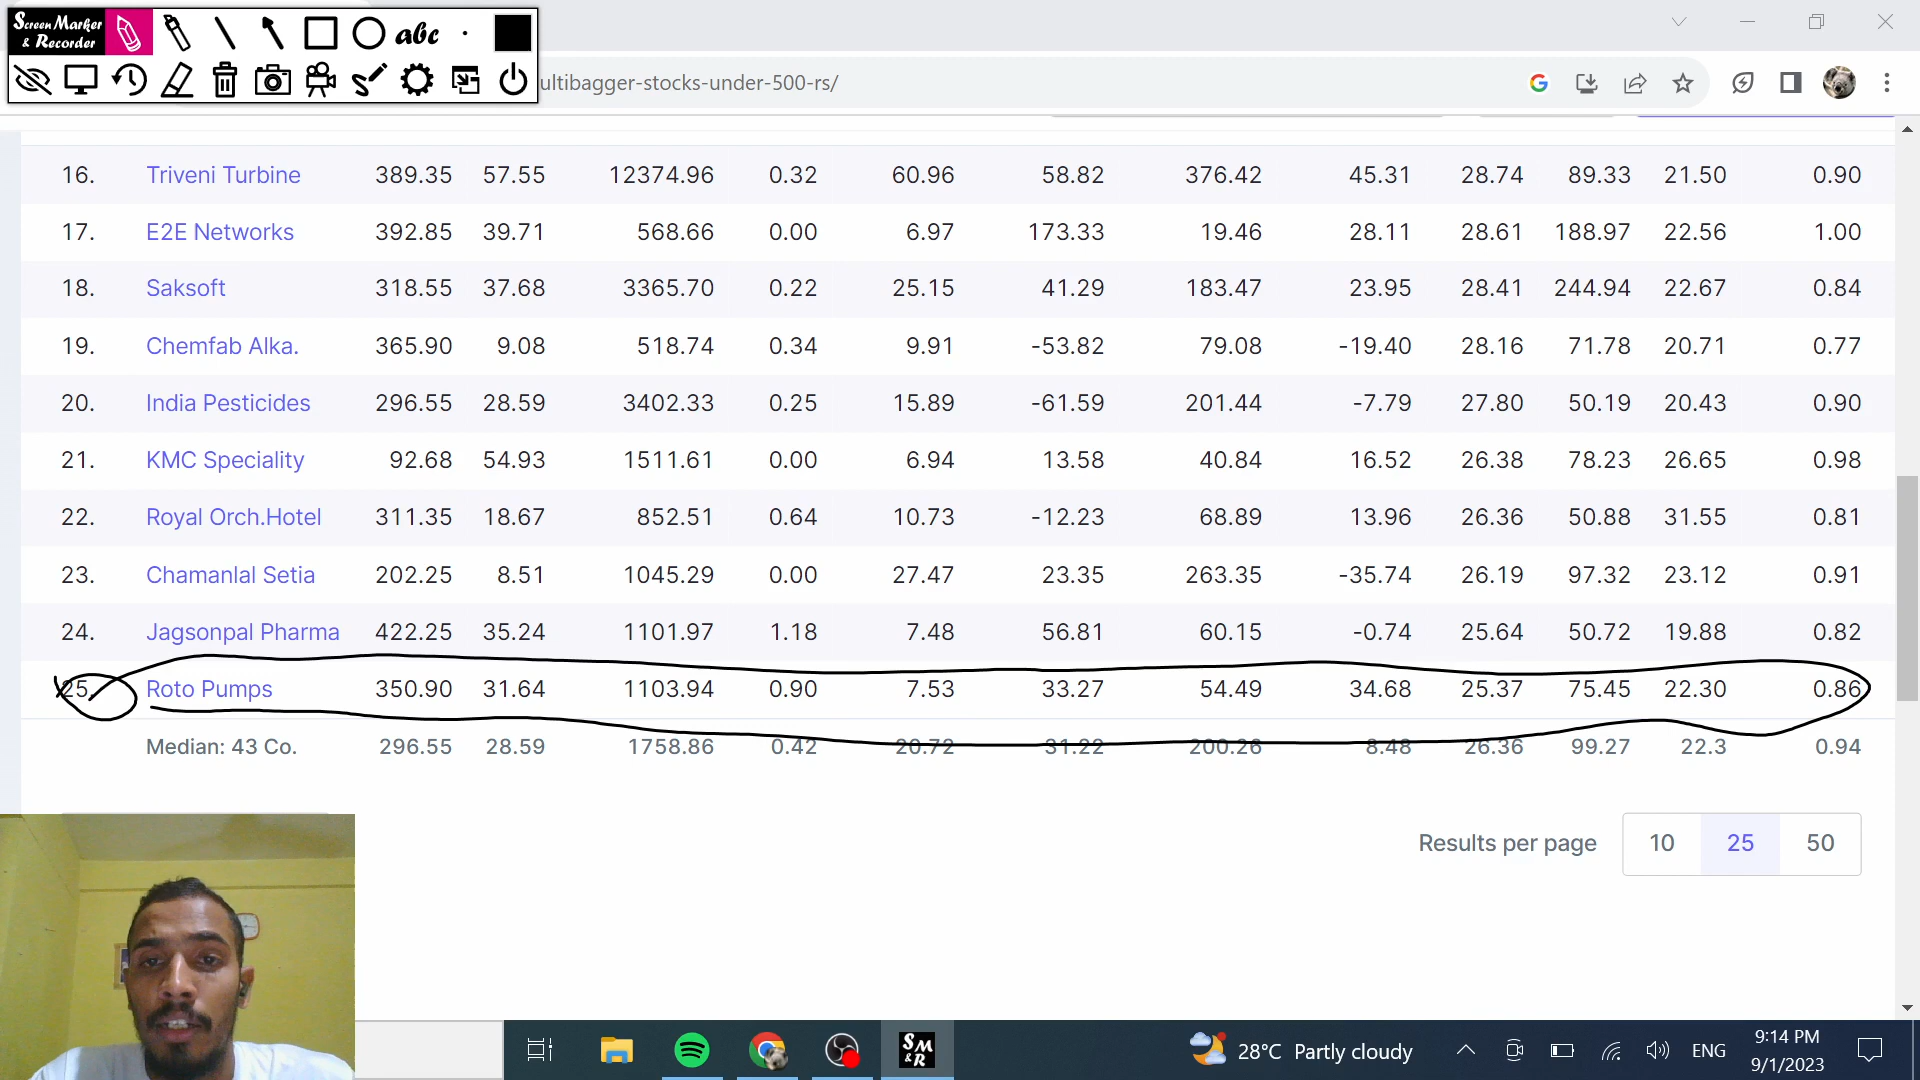 Screen Marker
& Recorder
abc
ultibagger-stocks-under-500-rs/
16. Triveni Turbine 389.35 57.55 12374.96 0.32 60.96 58.82 376.42 45.31 28.74 89.33 21.50 0.90
17. E2E Networks 392.85 39.71 568.66 0.00 6.97 173.33 19.46 28.11 28.61 188.97 22.56 1.00
18. Saksoft 318.55 37.68 3365.70 0.22 25.15 41.29 183.47 23.95 28.41 244.94 22.67 0.84
19. Chemfab Alka. 365.90 9.08 518.74 0.34 9.91 -53.82 79.08 -19.40 28.16 71.78 20.71 0.77
20. India Pesticides 296.55 28.59 3402.33 0.25 15.89 -61.59 201.44 -7.79 27.80 50.19 20.43 0.90
21. KMC Speciality 92.68 54.93 1511.61 0.00 6.94 13.58 40.84 16.52 26.38 78.23 26.65 0.98
22. Royal Orch.Hotel 311.35 18.67 852.51 0.64 10.73 -12.23 68.89 13.96 26.36 50.88 31.55 0.81
23. Chamanlal Setia 202.25 8.51 1045.29 0.00 27.47 23.35 263.35 -35.74 26.19 97.32 23.12 0.91
24. Jagsonpal Pharma 422.25 35.24 1101.97 1.18 7.48 56.81 60.15 -0.74 25.64 50.72 19.88 0.82
25. Roto Pumps 350.90 31.64 1103.94 0.90 7.53 33.27 54.49 34.68 25.37 75.45 22.30 0.86
Median: 43 Co. 296.55 28.59 1758.86 0.42 20.72 31.22 200.26 8.48 26.36 99.27 22.3 0.94
Results per page 10 25 50
SM
&R
28°C Partly cloudy
ENG
9:14 PM
9/1/2023